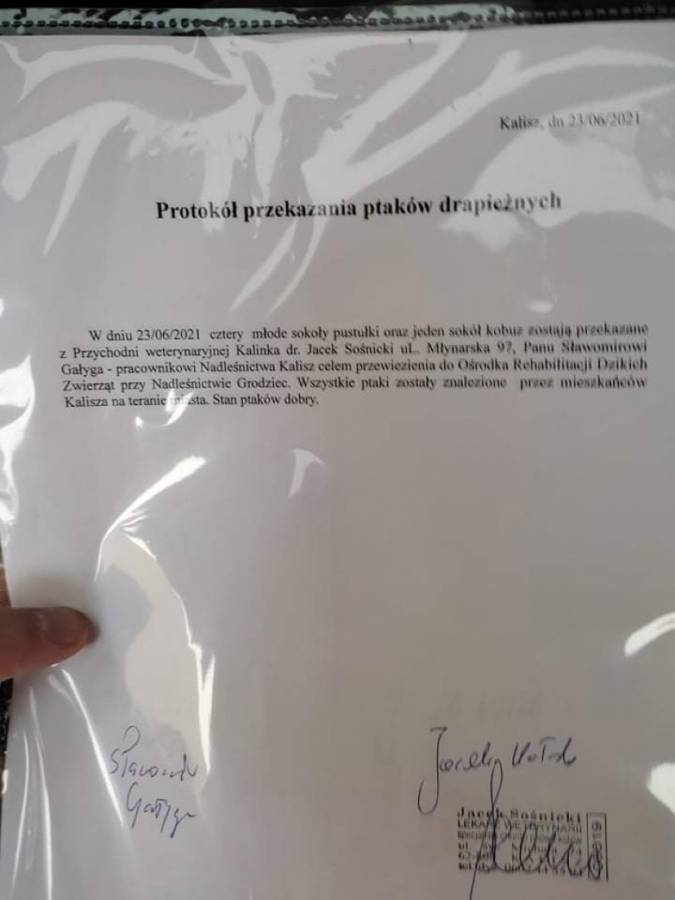 Kalisz, dn 23/06/2021
Protokół przekazania ptaków drapieżnych
W dniu 23/06/2021 cztery młode sokoły pustułki oraz jeden sokół kobuz zostają przekazane
z Przychodni weterynaryjnej Kalinka dr. Jacek Sośnicki ul.. Młynarska 97, Panu Sławomirowi
Gałyga - pracownikowi Nadleśnictwa Kalisz celem przewiezienia do Ośrodka Rehabilitacji Dzikich
Zwierząt przy Nadleśnictwie Grodziec. Wszystkie ptaki zostały znalezione przez mieszkańców
Kalisza na teranie miasta. Stan ptaków dobry.
Gałyga
Jacek Sośnicki
LEKARZ WETERYNARII